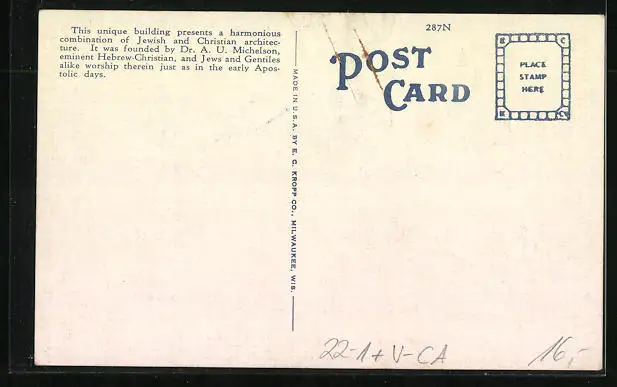 This unique building presents a harmonious
combination of Jewish and Christian architec-
ture. It was founded by Dr. A. U. Michelson,
eminent Hebrew-Christian, and Jews and Gentiles
alike worship therein just as in the early Apos-
tolic days.
MADE IN U.S.A. BY E. C. KROPP CO., MILWAUKEE, WIS.
287N
POST
CARD
E C
PLACE
STAMP
HERE
K Co
22-1+V-CA
16,-